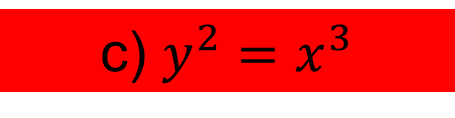 c) y² = x³